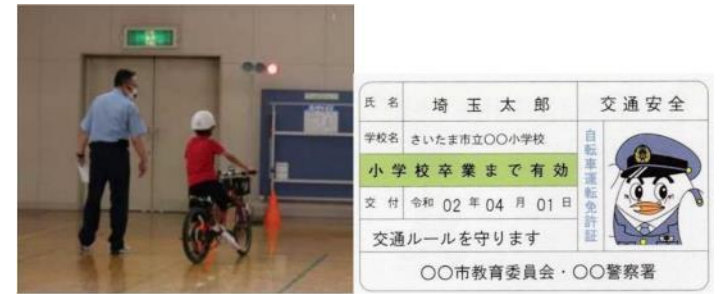 氏 名 埼 玉 太 郎 交通安全
学校名 さいたま市立〇〇小学校
小学校卒業まで有効
交 付 令和 02 年 04 月 01 日
交通ルールを守ります
自転車運転免許証
〇〇市教育委員会・〇〇警察署